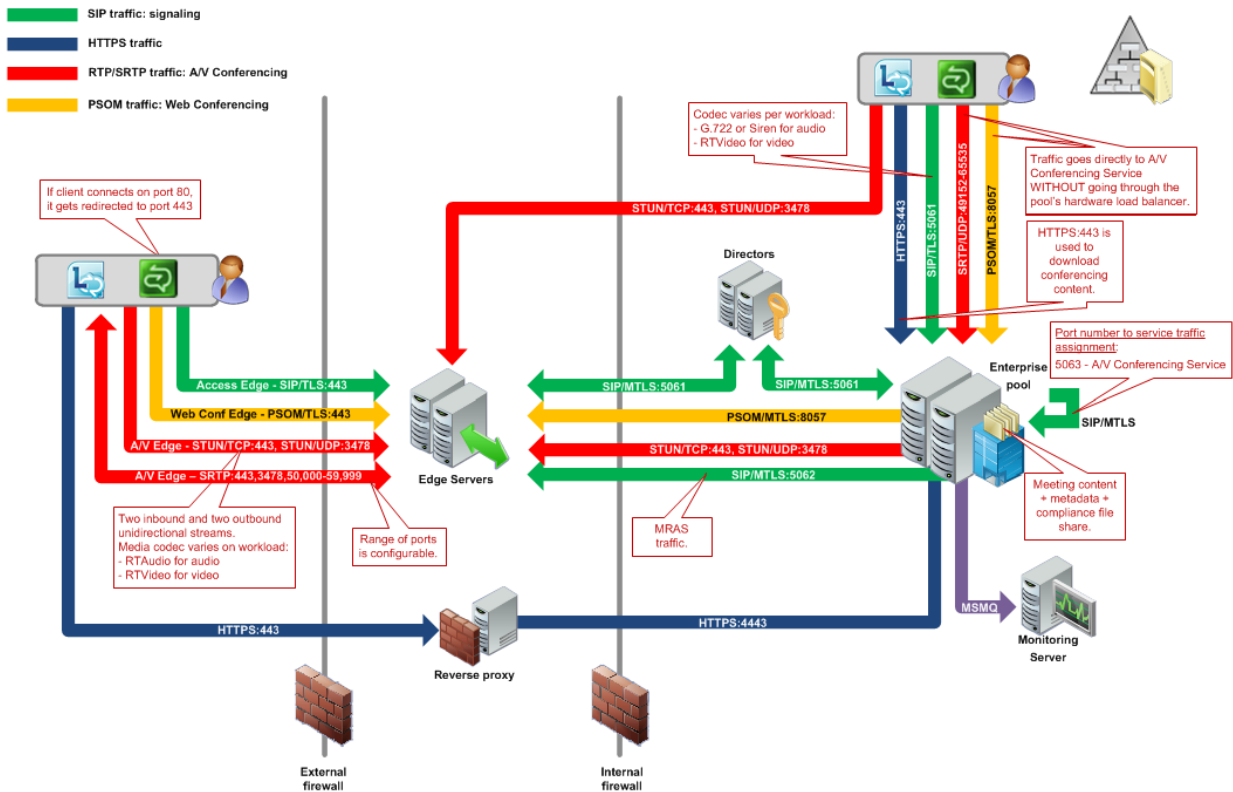 SIP traffic: signaling
HTTPS traffic
RTP/SRTP traffic: A/V Conferencing
PSOM traffic: Web Conferencing
Codec varies per workload:
- G.722 or Siren for audio
- RTVideo for video
Traffic goes directly to A/V
Conferencing Service
WITHOUT going through the
pool's hardware load balancer.
If client connects on port 80,
it gets redirected to port 443
STUN/TCP:443, STUN/UDP:3478
HTTPS:443
SIP/TLS:5061
SRTP/UDP:49152-65535
PSOM/TLS:8057
HTTPS:443 is
used to
download
conferencing
content.
Directors
Port number to service traffic
assignment:
5063 - A/V Conferencing Service
Enterprise
pool
SIP/MTLS
Access Edge - SIP/TLS:443
SIP/MTLS:5061
SIP/MTLS:5061
Web Conf Edge - PSOM/TLS:443
PSOM/MTLS:8057
A/V Edge - STUN/TCP:443, STUN/UDP:3478
STUN/TCP:443, STUN/UDP:3478
A/V Edge – SRTP:443,3478,50,000-59,999
SIP/MTLS:5062
Edge Servers
Two inbound and two outbound
unidirectional streams.
Media codec varies on workload:
- RTAudio for audio
- RTVideo for video
Range of ports
is configurable.
MRAS
traffic.
Meeting content
+ metadata +
compliance file
share.
HTTPS:443
HTTPS:4443
MSMQ
Reverse proxy
Monitoring
Server
External
firewall
Internal
firewall